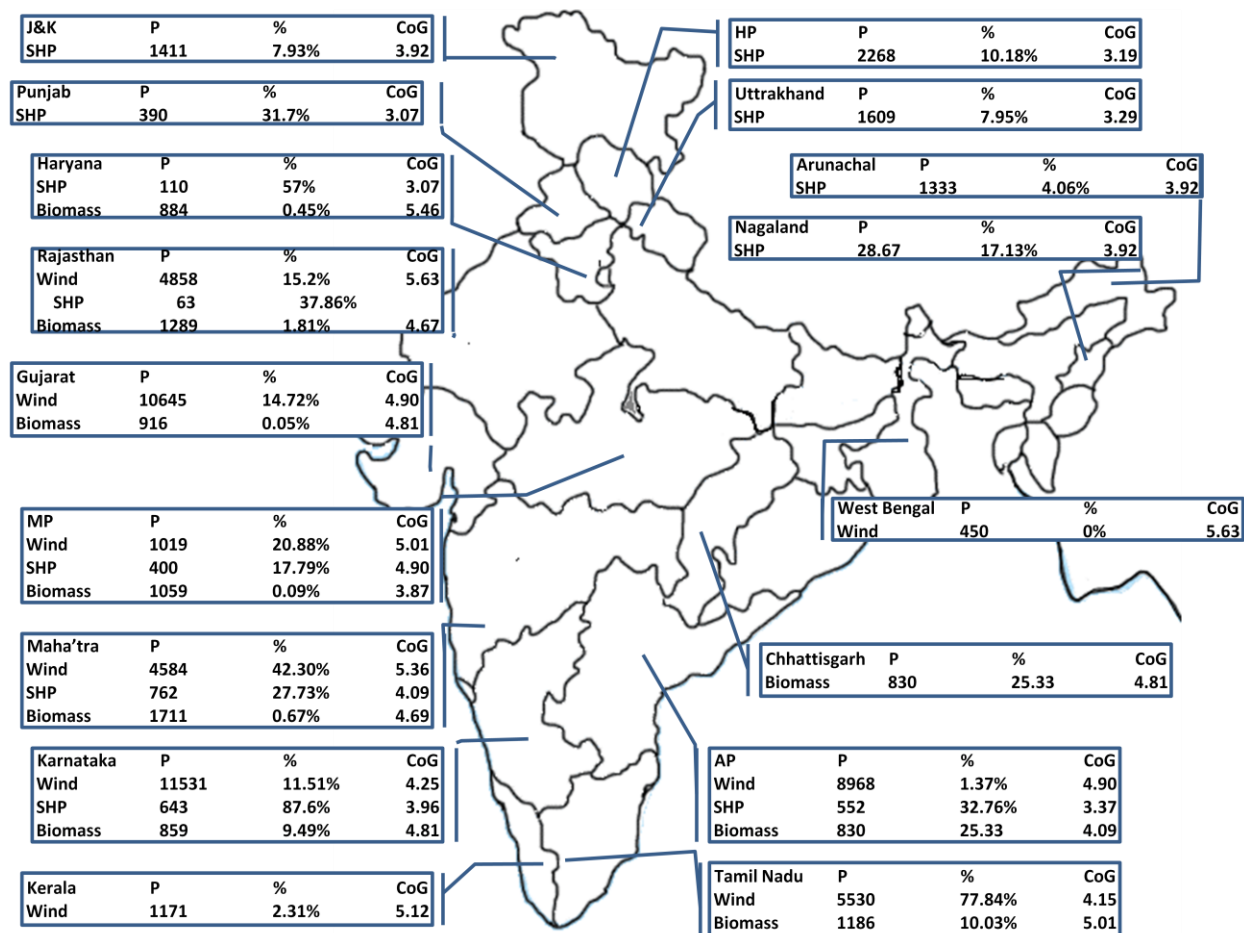 J&K P % CoG
SHP 1411 7.93% 3.92
HP P % CoG
SHP 2268 10.18% 3.19
Punjab P % CoG
SHP 390 31.7% 3.07
Uttrakhand P % CoG
SHP 1609 7.95% 3.29
Haryana P % CoG
SHP 110 57% 3.07
Biomass 884 0.45% 5.46
Arunachal P % CoG
SHP 1333 4.06% 3.92
Nagaland P % CoG
SHP 28.67 17.13% 3.92
Rajasthan P % CoG
Wind 4858 15.2% 5.63
SHP 63 37.86%
Biomass 1289 1.81% 4.67
Gujarat P % CoG
Wind 10645 14.72% 4.90
Biomass 916 0.05% 4.81
MP P % CoG
Wind 1019 20.88% 5.01
SHP 400 17.79% 4.90
Biomass 1059 0.09% 3.87
West Bengal P % CoG
Wind 450 0% 5.63
Maha'tra P % CoG
Wind 4584 42.30% 5.36
SHP 762 27.73% 4.09
Biomass 1711 0.67% 4.69
Chhattisgarh P % CoG
Biomass 830 25.33 4.81
Karnataka P % CoG
Wind 11531 11.51% 4.25
SHP 643 87.6% 3.96
Biomass 859 9.49% 4.81
AP P % CoG
Wind 8968 1.37% 4.90
SHP 552 32.76% 3.37
Biomass 830 25.33 4.09
Kerala P % CoG
Wind 1171 2.31% 5.12
Tamil Nadu P % CoG
Wind 5530 77.84% 4.15
Biomass 1186 10.03% 5.01